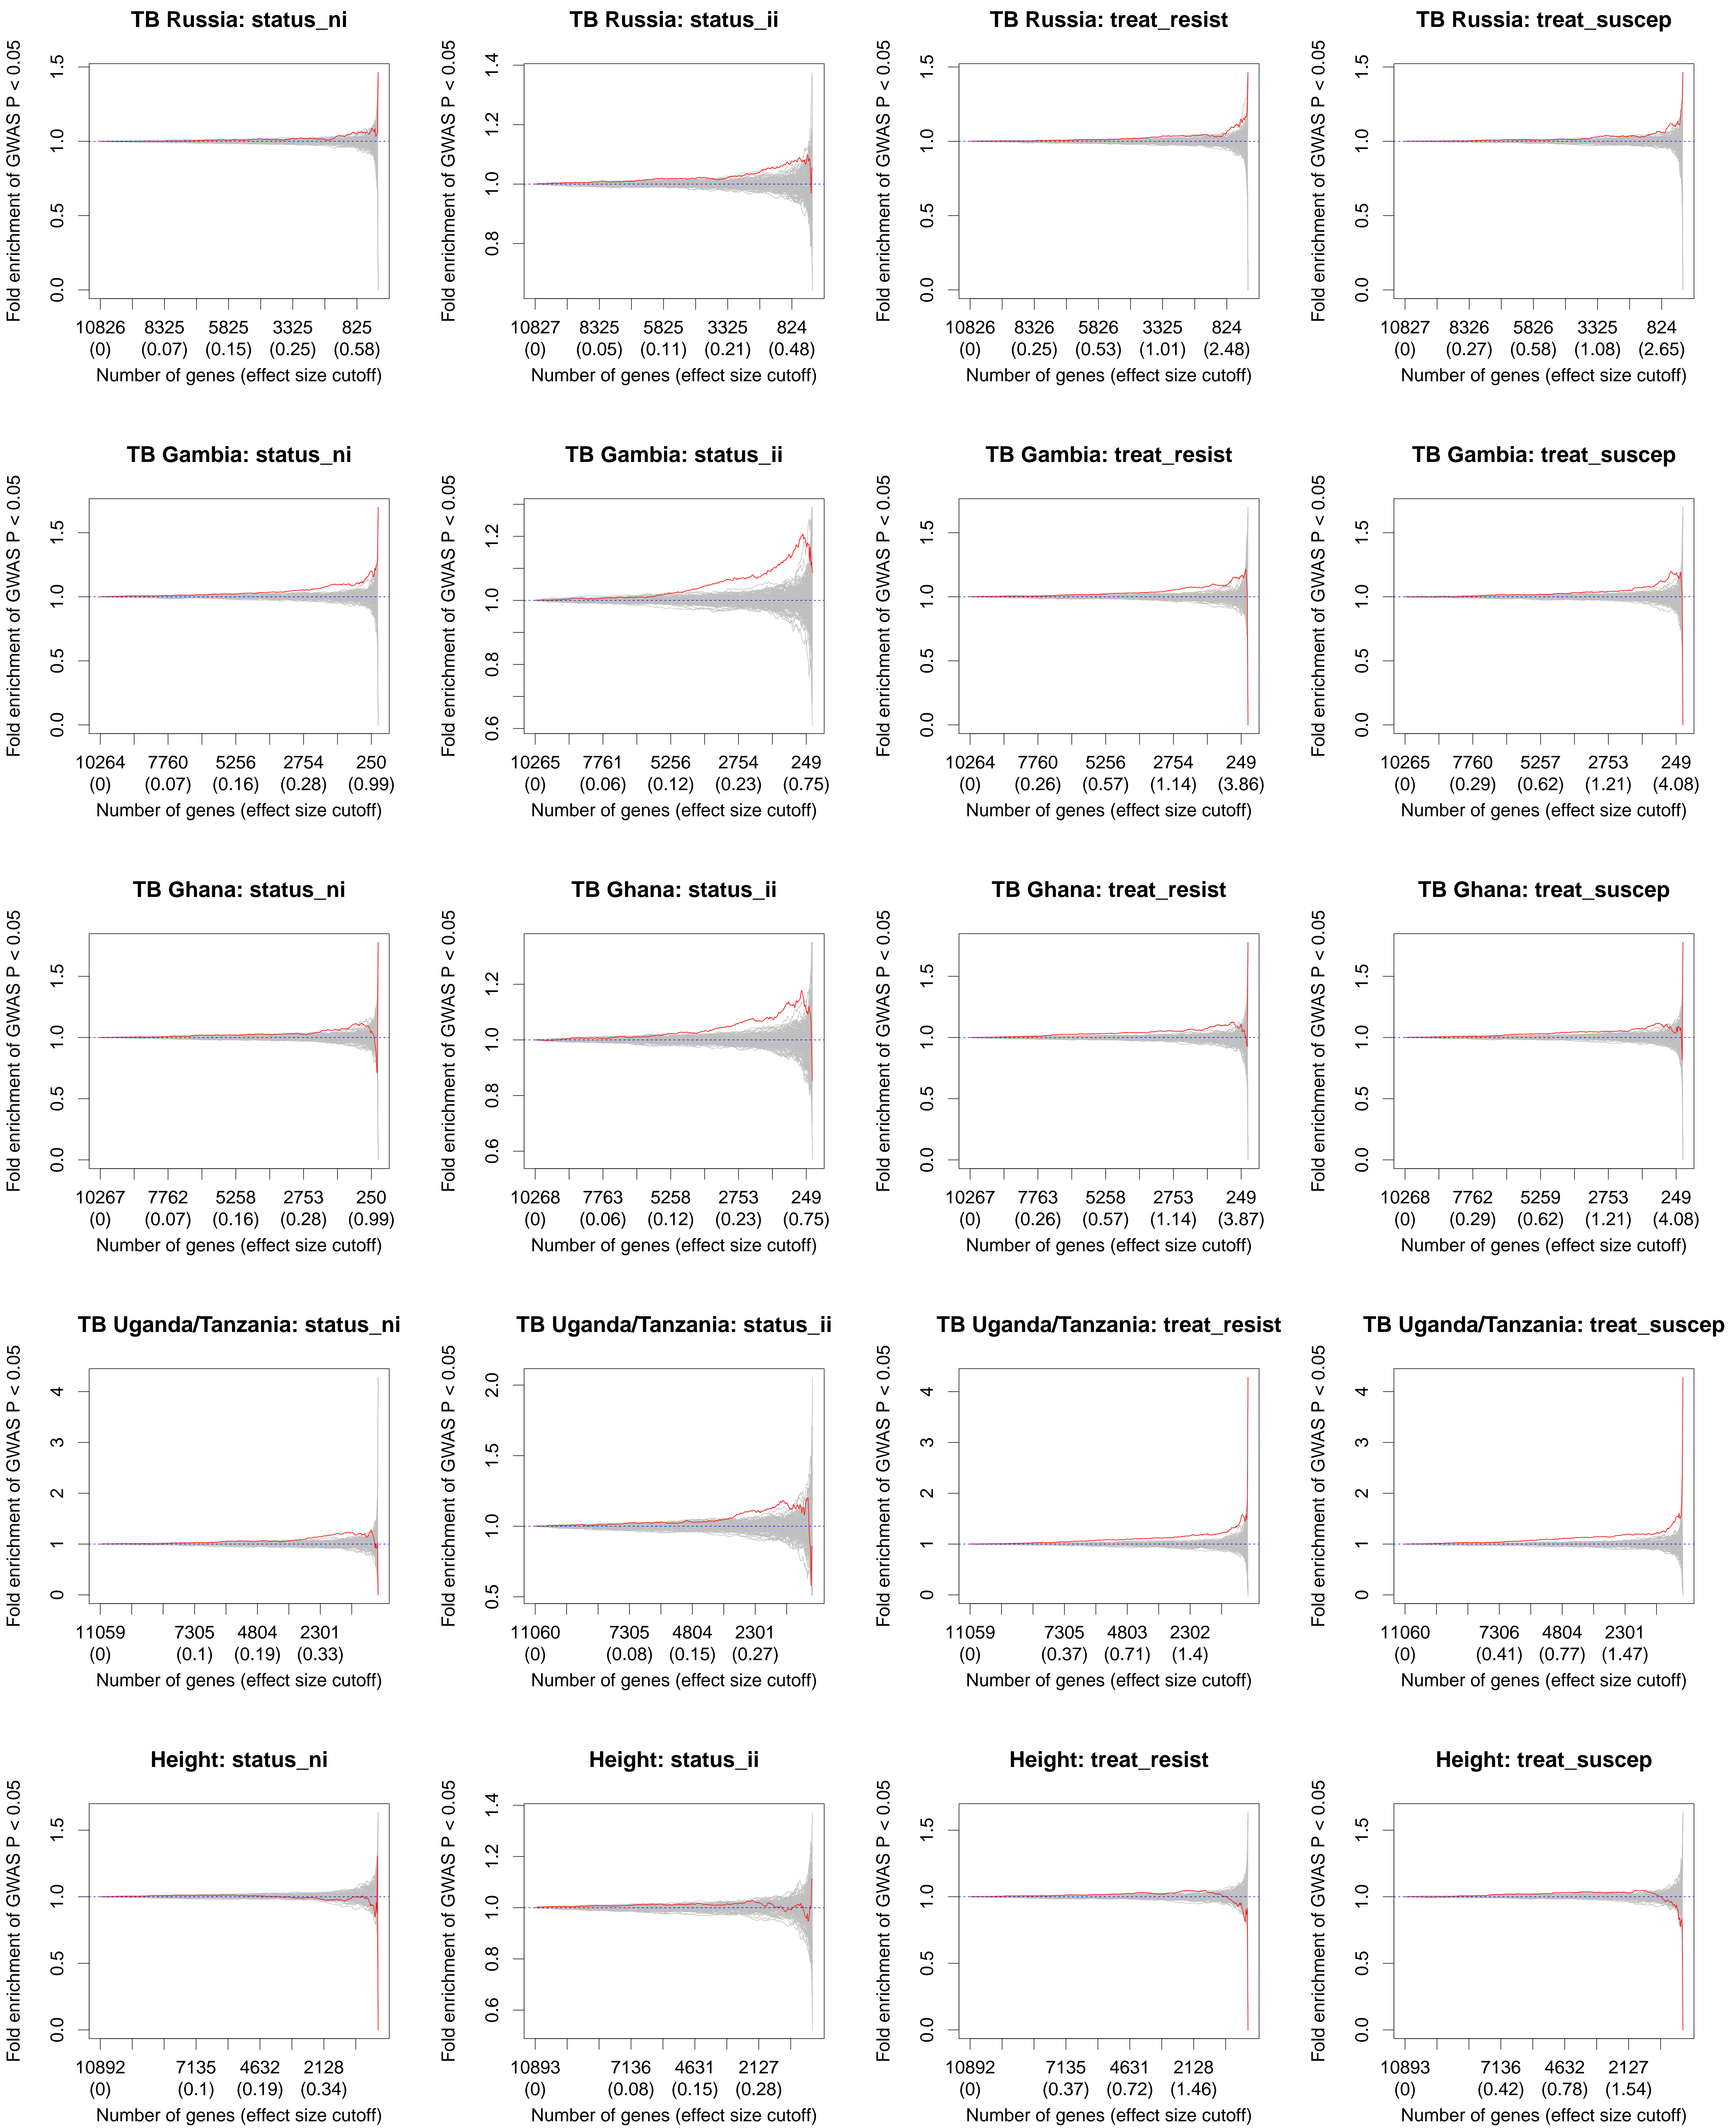 TB Russia: status_ni
Fold enrichment of GWAS P < 0.05
1.5
1.0
0.5
0.0
10826 8325 5825 3325 825
(0) (0.07) (0.15) (0.25) (0.58)
Number of genes (effect size cutoff)
TB Russia: status_ii
Fold enrichment of GWAS P < 0.05
1.4
1.2
1.0
0.8
10827 8325 5825 3325 824
(0) (0.05) (0.11) (0.21) (0.48)
Number of genes (effect size cutoff)
TB Russia: treat_resist
Fold enrichment of GWAS P < 0.05
1.5
1.0
0.5
0.0
10826 8326 5826 3325 824
(0) (0.25) (0.53) (1.01) (2.48)
Number of genes (effect size cutoff)
TB Russia: treat_suscep
Fold enrichment of GWAS P < 0.05
1.5
1.0
0.5
0.0
10827 8326 5826 3325 824
(0) (0.27) (0.58) (1.08) (2.65)
Number of genes (effect size cutoff)
TB Gambia: status_ni
Fold enrichment of GWAS P < 0.05
1.5
1.0
0.5
0.0
10264 7760 5256 2754 250
(0) (0.07) (0.16) (0.28) (0.99)
Number of genes (effect size cutoff)
TB Gambia: status_ii
Fold enrichment of GWAS P < 0.05
1.2
1.0
0.8
0.6
10265 7761 5256 2754 249
(0) (0.06) (0.12) (0.23) (0.75)
Number of genes (effect size cutoff)
TB Gambia: treat_resist
Fold enrichment of GWAS P < 0.05
1.5
1.0
0.5
0.0
10264 7760 5256 2754 249
(0) (0.26) (0.57) (1.14) (3.86)
Number of genes (effect size cutoff)
TB Gambia: treat_suscep
Fold enrichment of GWAS P < 0.05
1.5
1.0
0.5
0.0
10265 7760 5257 2753 249
(0) (0.29) (0.62) (1.21) (4.08)
Number of genes (effect size cutoff)
TB Ghana: status_ni
Fold enrichment of GWAS P < 0.05
1.5
1.0
0.5
0.0
10267 7762 5258 2753 250
(0) (0.07) (0.16) (0.28) (0.99)
Number of genes (effect size cutoff)
TB Ghana: status_ii
Fold enrichment of GWAS P < 0.05
1.2
1.0
0.8
0.6
10268 7763 5258 2753 249
(0) (0.06) (0.12) (0.23) (0.75)
Number of genes (effect size cutoff)
TB Ghana: treat_resist
Fold enrichment of GWAS P < 0.05
1.5
1.0
0.5
0.0
10267 7763 5258 2753 249
(0) (0.26) (0.57) (1.14) (3.87)
Number of genes (effect size cutoff)
TB Ghana: treat_suscep
Fold enrichment of GWAS P < 0.05
1.5
1.0
0.5
0.0
10268 7762 5259 2753 249
(0) (0.29) (0.62) (1.21) (4.08)
Number of genes (effect size cutoff)
TB Uganda/Tanzania: status_ni
Fold enrichment of GWAS P < 0.05
4
3
2
1
0
11059 7305 4804 2301
(0) (0.1) (0.19) (0.33)
Number of genes (effect size cutoff)
TB Uganda/Tanzania: status_ii
Fold enrichment of GWAS P < 0.05
2.0
1.5
1.0
0.5
11060 7305 4804 2301
(0) (0.08) (0.15) (0.27)
Number of genes (effect size cutoff)
TB Uganda/Tanzania: treat_resist
Fold enrichment of GWAS P < 0.05
4
3
2
1
0
11059 7305 4803 2302
(0) (0.37) (0.71) (1.4)
Number of genes (effect size cutoff)
TB Uganda/Tanzania: treat_suscep
Fold enrichment of GWAS P < 0.05
4
3
2
1
0
11060 7306 4804 2301
(0) (0.41) (0.77) (1.47)
Number of genes (effect size cutoff)
Height: status_ni
Fold enrichment of GWAS P < 0.05
1.5
1.0
0.5
0.0
10892 7135 4632 2128
(0) (0.1) (0.19) (0.34)
Number of genes (effect size cutoff)
Height: status_ii
Fold enrichment of GWAS P < 0.05
1.4
1.2
1.0
0.8
0.6
10893 7136 4631 2127
(0) (0.08) (0.15) (0.28)
Number of genes (effect size cutoff)
Height: treat_resist
Fold enrichment of GWAS P < 0.05
1.5
1.0
0.5
0.0
10892 7135 4631 2128
(0) (0.37) (0.72) (1.46)
Number of genes (effect size cutoff)
Height: treat_suscep
Fold enrichment of GWAS P < 0.05
1.5
1.0
0.5
0.0
10893 7136 4632 2127
(0) (0.42) (0.78) (1.54)
Number of genes (effect size cutoff)